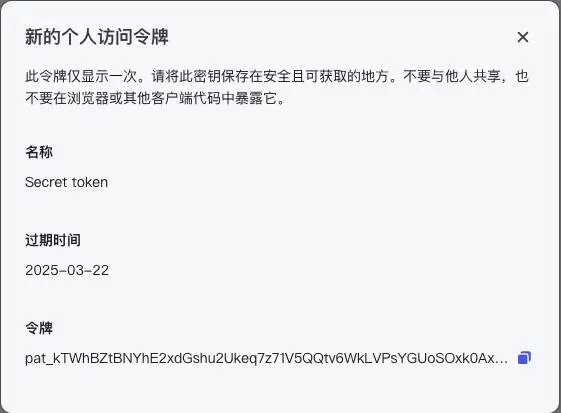 新的个人访问令牌
此令牌仅显示一次。请将此密钥保存在安全且可获取的地方。不要与他人共享，也
不要在浏览器或其他客户端代码中暴露它。
名称
Secret token
过期时间
2025-03-22
令牌
pat_kTWhBZtBNYhE2xdGshu2Ukeq7z71V5QQtv6WkLVPsYGUoSOxk0Ax...